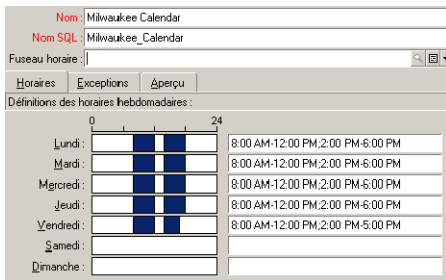 Nom : Milwaukee Calendar
Nom SQL : Milwaukee_Calendar
Fuseau horaire :
Horaires Exceptions Aperçu
Définitions des horaires hebdomadaires :
0 24
Lundi : 8:00 AM-12:00 PM;2:00 PM-6:00 PM
Mardi : 8:00 AM-12:00 PM;2:00 PM-6:00 PM
Mercredi : 8:00 AM-12:00 PM;2:00 PM-6:00 PM
Jeudi : 8:00 AM-12:00 PM;2:00 PM-6:00 PM
Vendredi : 8:00 AM-12:00 PM;2:00 PM-5:00 PM
Samedi :
Dimanche :